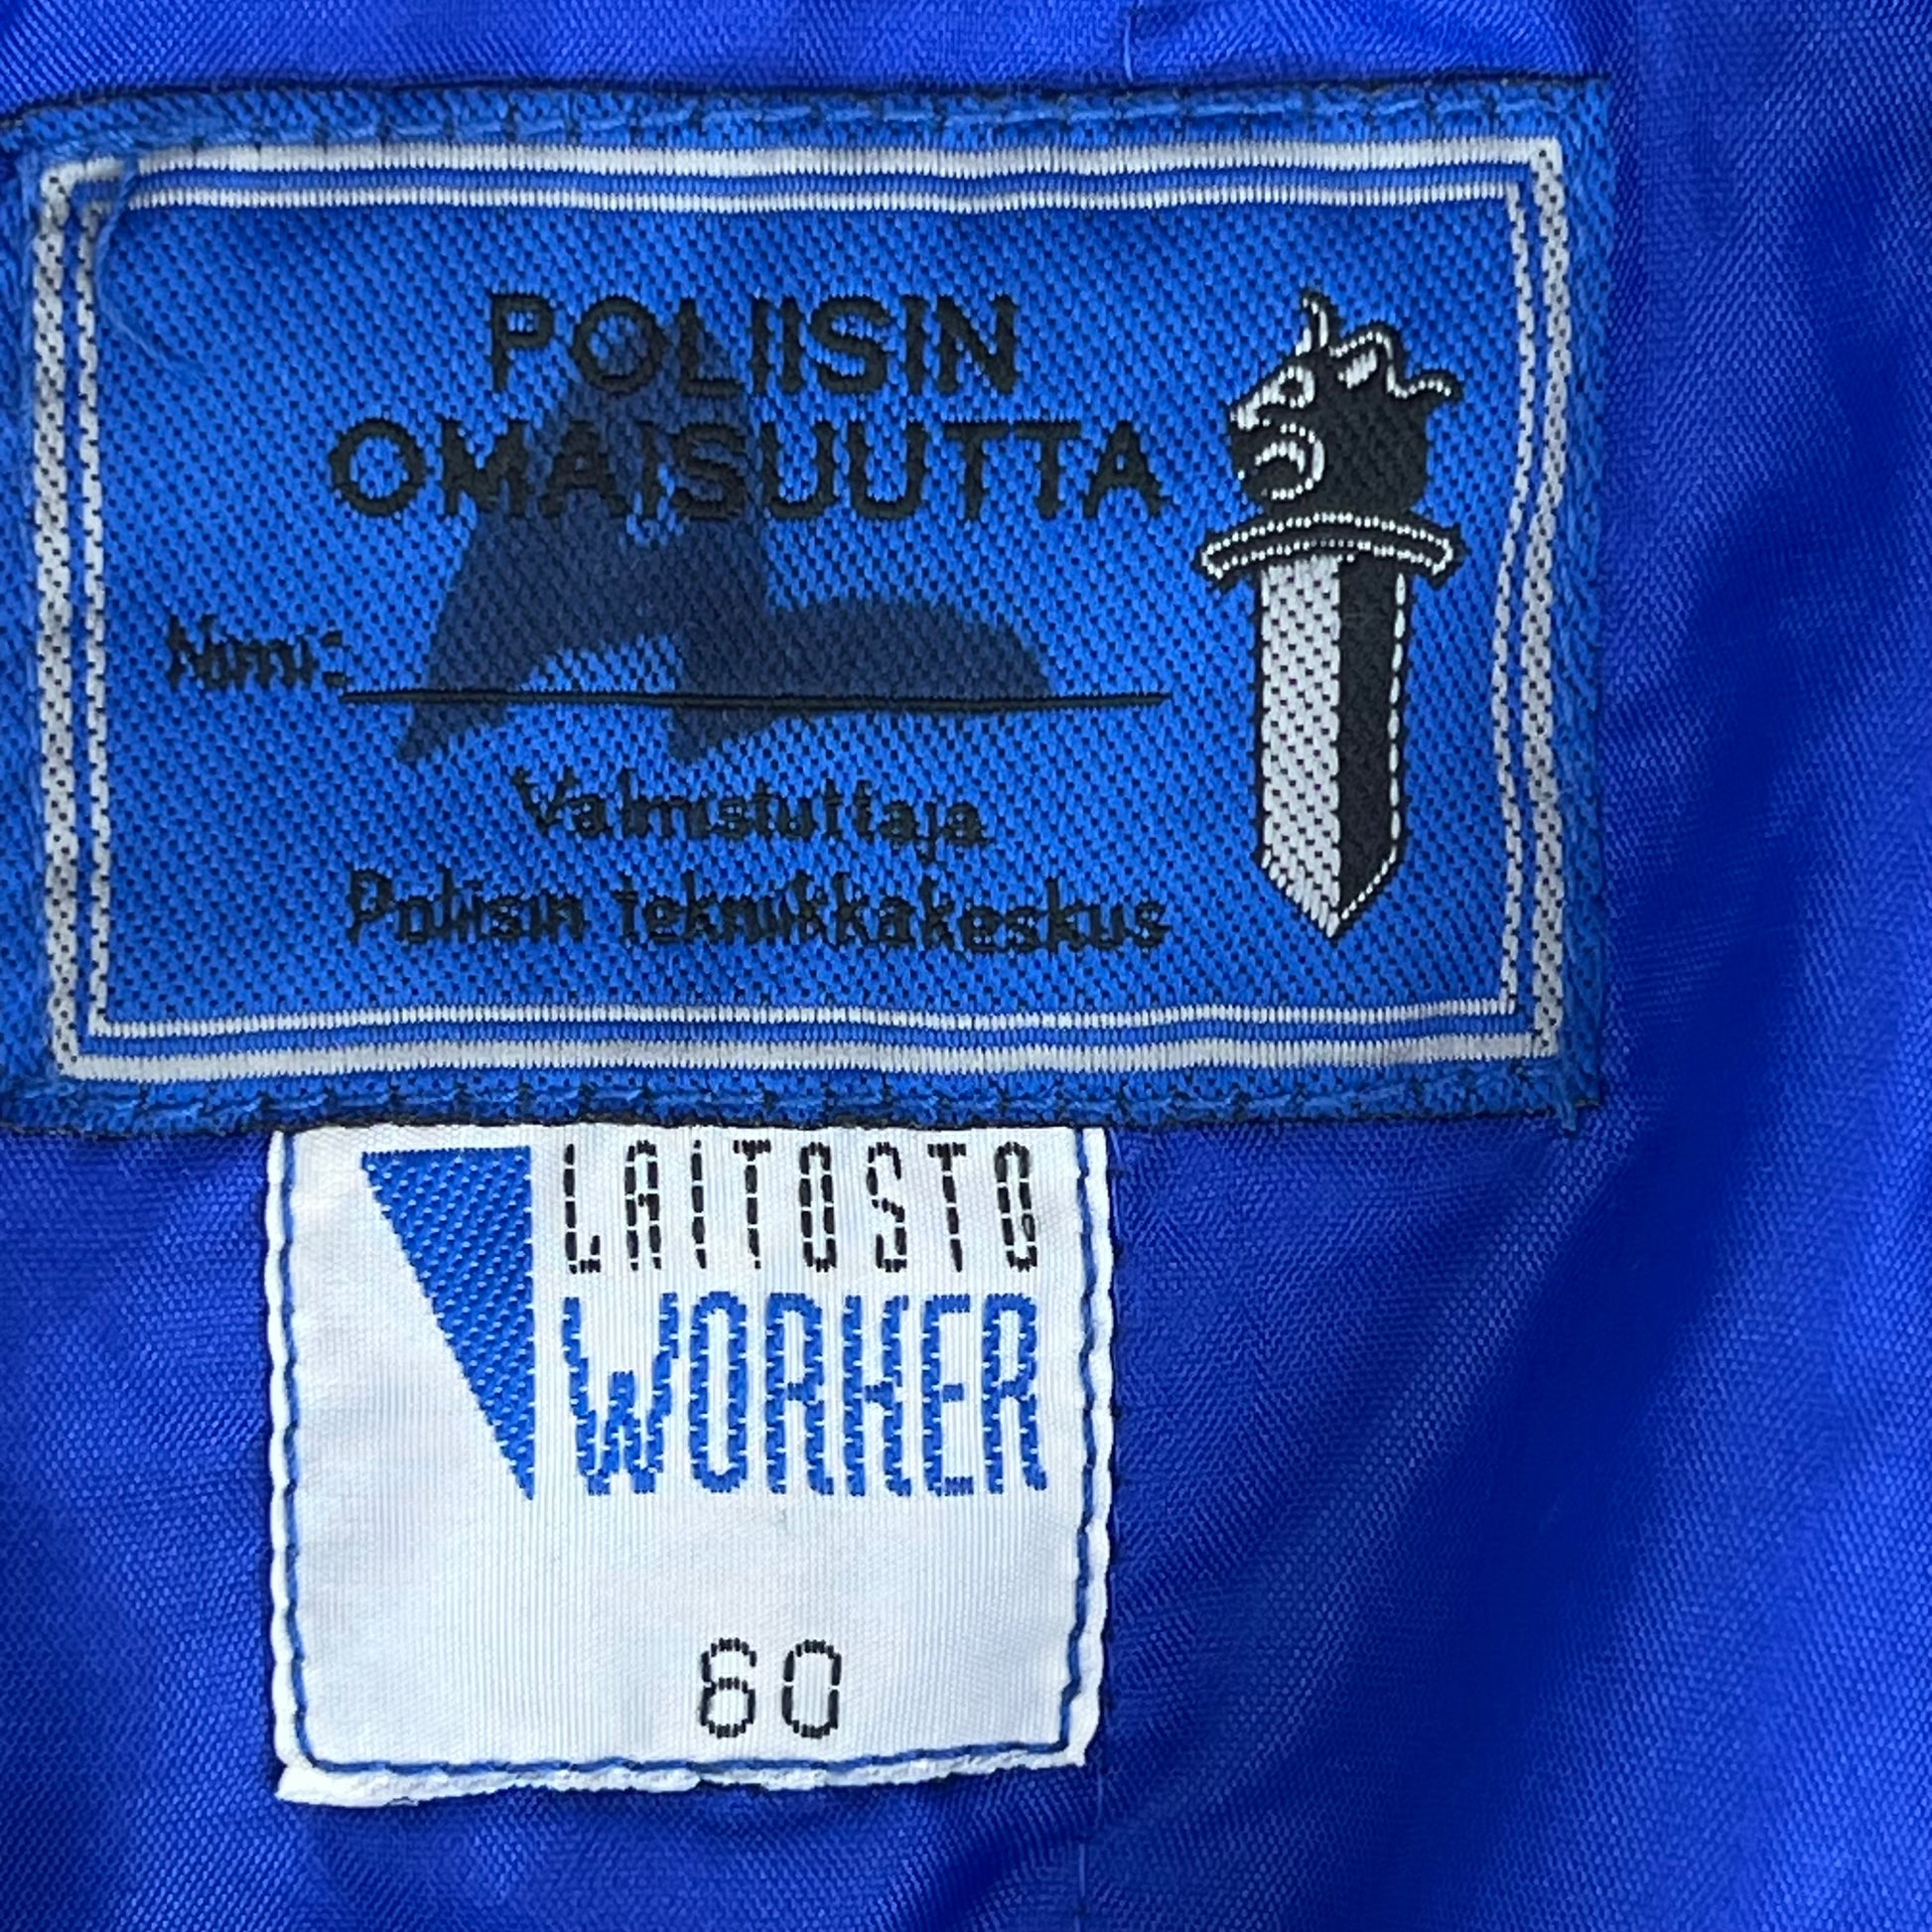 POLIISIN
OMAISUUTTA
Nimi:
Valmistuttaja
Poliisin tekniikkakeskus
LAITOSTO
WORKER
60